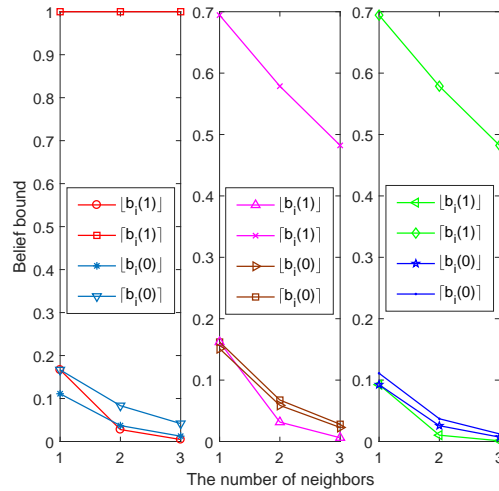 Belief bound
1
0.9
0.8
0.7
0.6
0.5
0.4
0.3
0.2
0.1
0
1 2 3
⌊b_i(1)⌋
⌈b_i(1)⌉
⌊b_i(0)⌋
⌈b_i(0)⌉
0.7
0.6
0.5
0.4
0.3
0.2
0.1
0
1 2 3
⌊b_i(1)⌋
⌈b_i(1)⌉
⌊b_i(0)⌋
⌈b_i(0)⌉
0.7
0.6
0.5
0.4
0.3
0.2
0.1
0
1 2 3
⌊b_i(1)⌋
⌈b_i(1)⌉
⌊b_i(0)⌋
⌈b_i(0)⌉
The number of neighbors